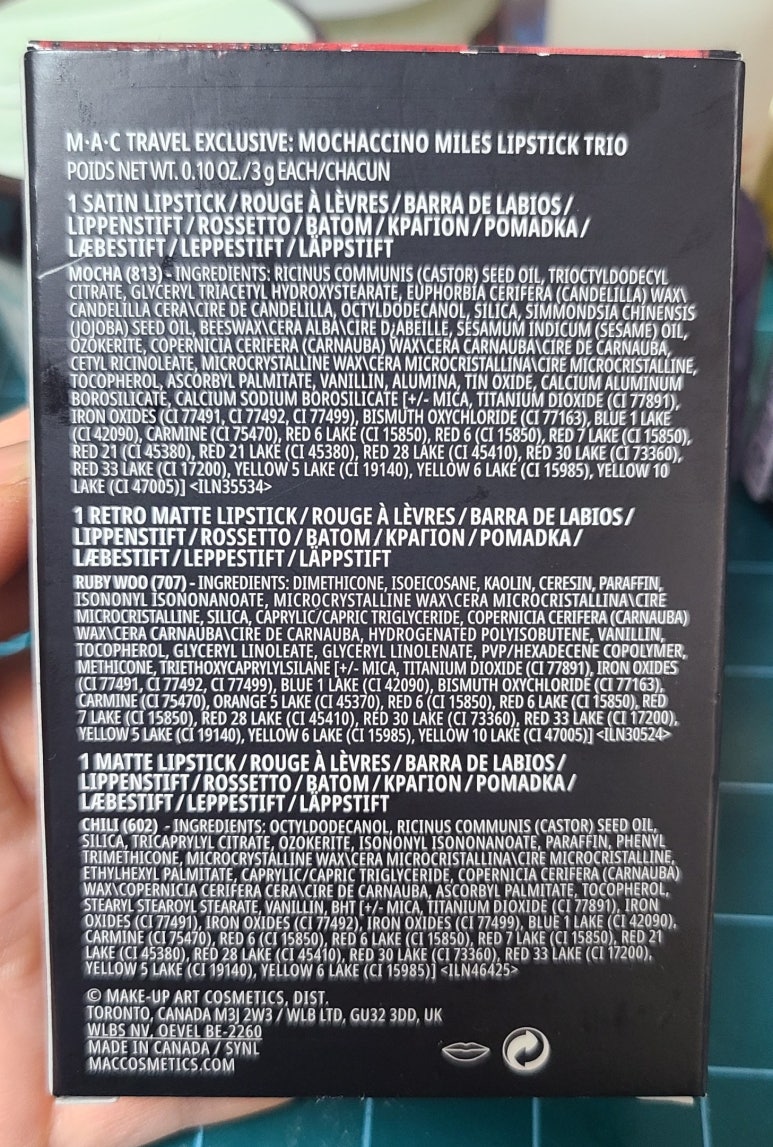 M·A·C TRAVEL EXCLUSIVE: MOCHACCINO MILES LIPSTICK TRIO
POIDS NET WT. 0.10 OZ./3 g EACH/CHACUN
1 SATIN LIPSTICK / ROUGE À LÈVRES / BARRA DE LABIOS /
LIPPENSTIFT / ROSSETTO / BATOM / ΚΡΑΓΙΟΝ / POMADKA /
LÆBESTIFT / LEPPESTIFT / LÄPPSTIFT
MOCHA (813) - INGREDIENTS: RICINUS COMMUNIS (CASTOR) SEED OIL, TRIOCTYLDODECYL
CITRATE, GLYCERYL TRIACETYL HYDROXYSTEARATE, EUPHORBIA CERIFERA (CANDELILLA) WAX\
CANDELILLA CERA\CIRE DE CANDELILLA, OCTYLDODECANOL, SILICA, SIMMONDSIA CHINENSIS
(JOJOBA) SEED OIL, BEESWAX\CERA ALBA\CIRE D'ABEILLE, SESAMUM INDICUM (SESAME) OIL,
OZOKERITE, COPERNICIA CERIFERA (CARNAUBA) WAX\CERA CARNAUBA\CIRE DE CARNAUBA,
CETYL RICINOLEATE, MICROCRYSTALLINE WAX\CERA MICROCRISTALLINA\CIRE MICROCRISTALLINE,
TOCOPHEROL, ASCORBYL PALMITATE, VANILLIN, ALUMINA, TIN OXIDE, CALCIUM ALUMINUM
BOROSILICATE, CALCIUM SODIUM BOROSILICATE [+/- MICA, TITANIUM DIOXIDE (CI 77891),
IRON OXIDES (CI 77491, CI 77492, CI 77499), BISMUTH OXYCHLORIDE (CI 77163), BLUE 1 LAKE
(CI 42090), CARMINE (CI 75470), RED 6 LAKE (CI 15850), RED 6 (CI 15850), RED 7 LAKE (CI 15850),
RED 21 (CI 45380), RED 21 LAKE (CI 45380), RED 28 LAKE (CI 45410), RED 30 LAKE (CI 73360),
RED 33 LAKE (CI 17200), YELLOW 5 LAKE (CI 19140), YELLOW 6 LAKE (CI 15985), YELLOW 10
LAKE (CI 47005)] <ILN35534>
1 RETRO MATTE LIPSTICK / ROUGE À LÈVRES / BARRA DE LABIOS /
LIPPENSTIFT / ROSSETTO / BATOM / ΚΡΑΓΙΟΝ / POMADKA /
LÆBESTIFT / LEPPESTIFT / LÄPPSTIFT
RUBY WOO (707) - INGREDIENTS: DIMETHICONE, ISOEICOSANE, KAOLIN, CERESIN, PARAFFIN,
ISONONYL ISONONANOATE, MICROCRYSTALLINE WAX\CERA MICROCRISTALLINA\CIRE
MICROCRISTALLINE, SILICA, CAPRYLIC/CAPRIC TRIGLYCERIDE, COPERNICIA CERIFERA (CARNAUBA)
WAX\CERA CARNAUBA\CIRE DE CARNAUBA, HYDROGENATED POLYISOBUTENE, VANILLIN,
TOCOPHEROL, GLYCERYL LINOLEATE, GLYCERYL LINOLENATE, PVP/HEXADECENE COPOLYMER,
METHICONE, TRIETHOXYCAPRYLYLSILANE [+/- MICA, TITANIUM DIOXIDE (CI 77891), IRON OXIDES
(CI 77491, CI 77492, CI 77499), BLUE 1 LAKE (CI 42090), BISMUTH OXYCHLORIDE (CI 77163),
CARMINE (CI 75470), ORANGE 5 LAKE (CI 45370), RED 6 (CI 15850), RED 6 LAKE (CI 15850), RED
7 LAKE (CI 15850), RED 28 LAKE (CI 45410), RED 30 LAKE (CI 73360), RED 33 LAKE (CI 17200),
YELLOW 5 LAKE (CI 19140), YELLOW 6 LAKE (CI 15985), YELLOW 10 LAKE (CI 47005)] <ILN30524>
1 MATTE LIPSTICK / ROUGE À LÈVRES / BARRA DE LABIOS /
LIPPENSTIFT / ROSSETTO / BATOM / ΚΡΑΓΙΟΝ / POMADKA /
LÆBESTIFT / LEPPESTIFT / LÄPPSTIFT
CHILI (602) - INGREDIENTS: OCTYLDODECANOL, RICINUS COMMUNIS (CASTOR) SEED OIL,
SILICA, TRICAPRYLYL CITRATE, OZOKERITE, ISONONYL ISONONANOATE, PARAFFIN, PHENYL
TRIMETHICONE, MICROCRYSTALLINE WAX\CERA MICROCRISTALLINA\CIRE MICROCRISTALLINE,
ETHYLHEXYL PALMITATE, CAPRYLIC/CAPRIC TRIGLYCERIDE, COPERNICIA CERIFERA (CARNAUBA)
WAX\COPERNICIA CERIFERA CERA\CIRE DE CARNAUBA, ASCORBYL PALMITATE, TOCOPHEROL,
STEARYL STEAROYL STEARATE, VANILLIN, BHT [+/- MICA, TITANIUM DIOXIDE (CI 77891), IRON
OXIDES (CI 77491), IRON OXIDES (CI 77492), IRON OXIDES (CI 77499), BLUE 1 LAKE (CI 42090),
CARMINE (CI 75470), RED 6 (CI 15850), RED 6 LAKE (CI 15850), RED 7 LAKE (CI 15850), RED 21
LAKE (CI 45380), RED 28 LAKE (CI 45410), RED 30 LAKE (CI 73360), RED 33 LAKE (CI 17200),
YELLOW 5 LAKE (CI 19140), YELLOW 6 LAKE (CI 15985)] <ILN46425>
© MAKE-UP ART COSMETICS, DIST.
TORONTO, CANADA M3J 2W3 / WLB LTD, GU32 3DD, UK
WLBS NV. OEVEL BE-2260
MADE IN CANADA / SYNL
MACCOSMETICS.COM